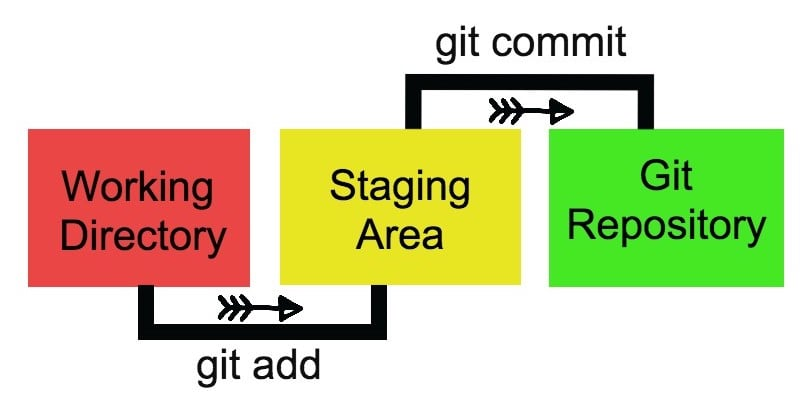 git commit
Working
Directory
Staging
Area
Git
Repository
git add